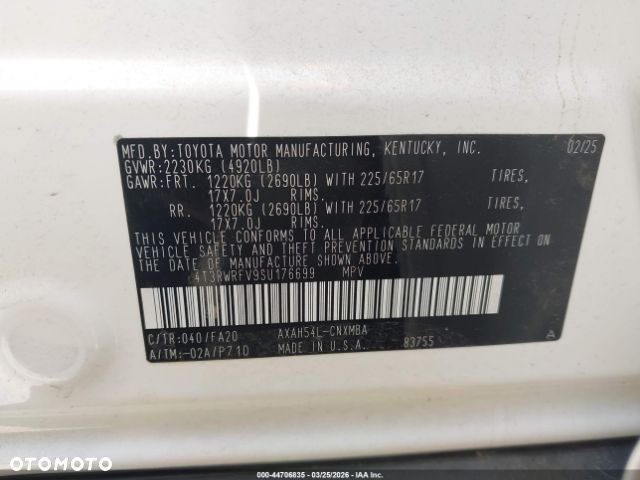 MFD.BY:TOYOTA MOTOR MANUFACTURING, KENTUCKY, INC. 02/25
GVWR:2230KG (4920LB)
GAWR:FRT. 1220KG (2690LB) WITH 225/65R17 TIRES,
17X7.0J RIMS.
RR. 1220KG (2690LB) WITH 225/65R17 TIRES,
17X7.0J RIMS.
THIS VEHICLE CONFORMS TO ALL APPLICABLE FEDERAL MOTOR
VEHICLE SAFETY AND THEFT PREVENTION STANDARDS IN EFFECT ON
THE DATE OF MANUFACTURE SHOWN ABOVE.
4T3RWRFV9SU176699 MPV
C/TR:040/FA20 AXAH54L-CNXMBA
A/TM:-02A/P710 MADE IN U.S.A. 83755 A
OTOMOTO
000-44706835 - 03/25/2026 - IAA Inc.
OTOMOTO